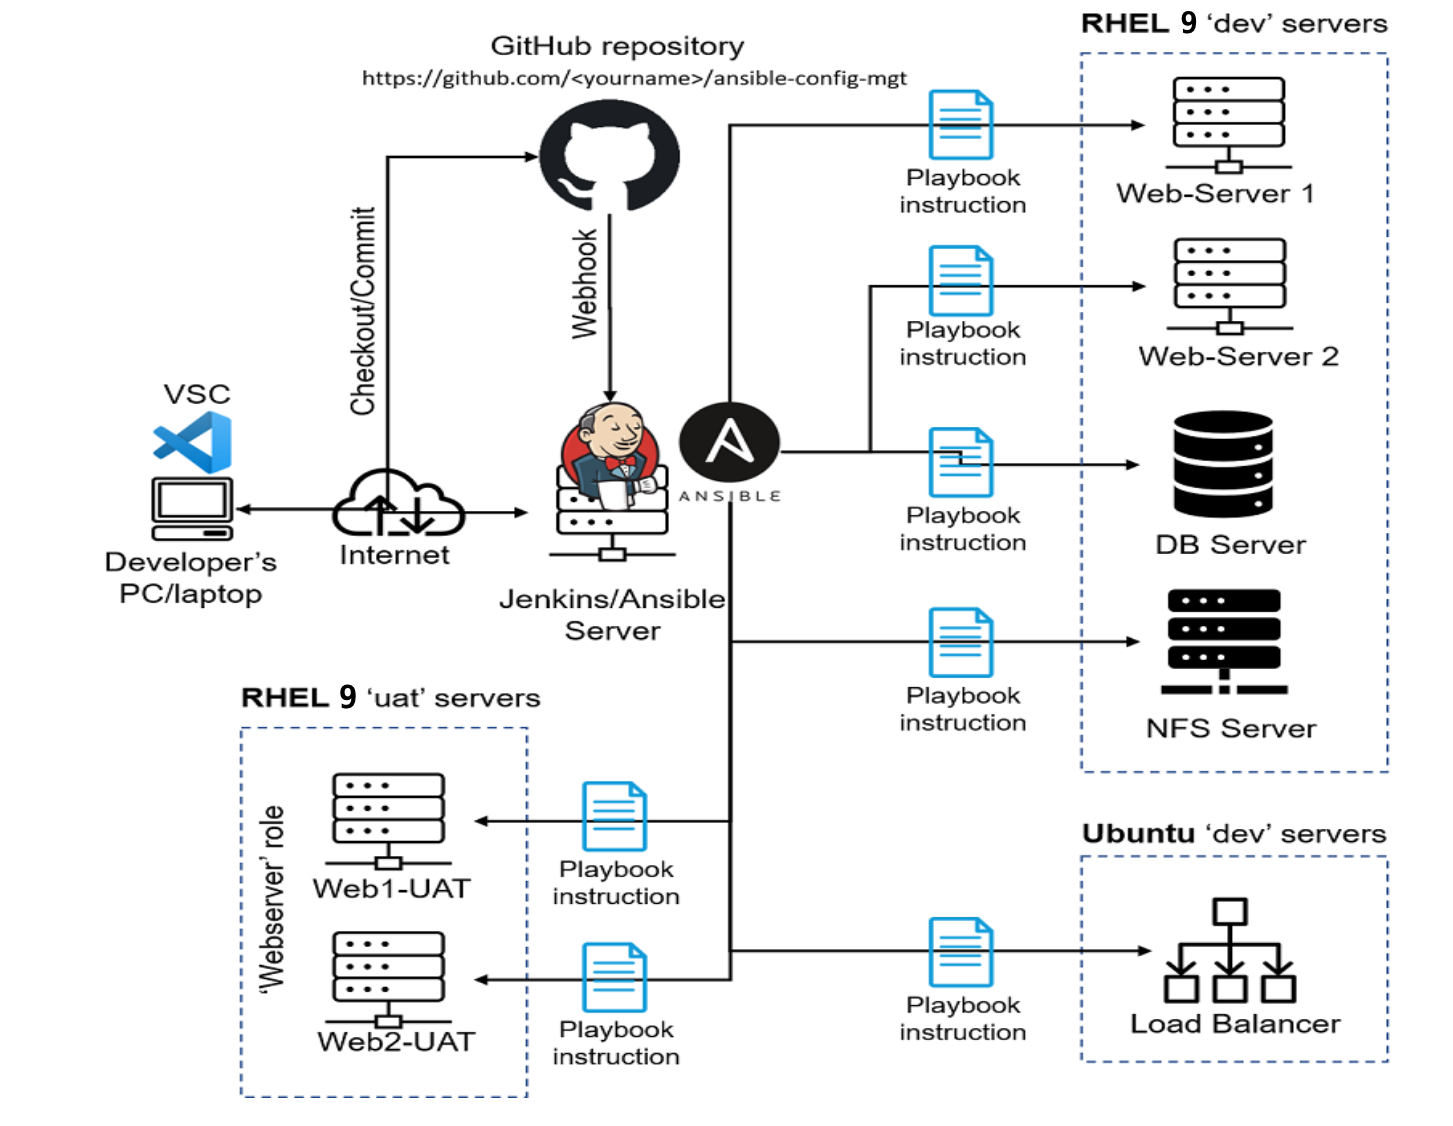 GitHub repository
https://github.com/<yourname>/ansible-config-mgt
Checkout/Commit
Webhook
VSC
Developer's
PC/laptop
Internet
Jenkins/Ansible
Server
ANSIBLE
RHEL 9 ‘dev’ servers
Playbook
instruction
Web-Server 1
Playbook
instruction
Web-Server 2
Playbook
instruction
DB Server
Playbook
instruction
NFS Server
RHEL 9 ‘uat’ servers
‘Webserver’ role
Web1-UAT
Playbook
instruction
Web2-UAT
Playbook
instruction
Ubuntu ‘dev’ servers
Playbook
instruction
Load Balancer